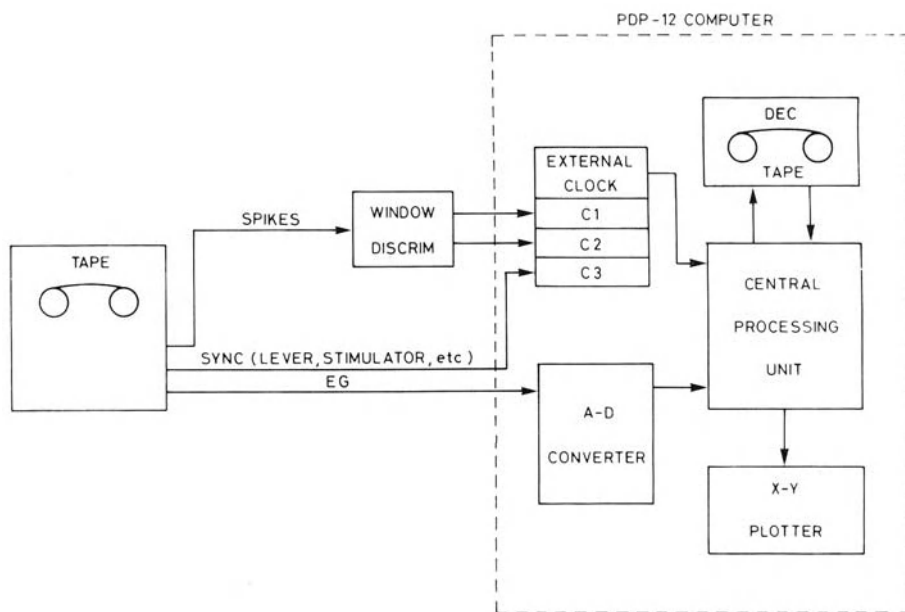 PDP-12 COMPUTER
DEC
TAPE
EXTERNAL
CLOCK
C1
C2
C3
SPIKES
WINDOW
DISCRIM
TAPE
SYNC (LEVER, STIMULATOR, etc)
EG
CENTRAL
PROCESSING
UNIT
A-D
CONVERTER
X-Y
PLOTTER